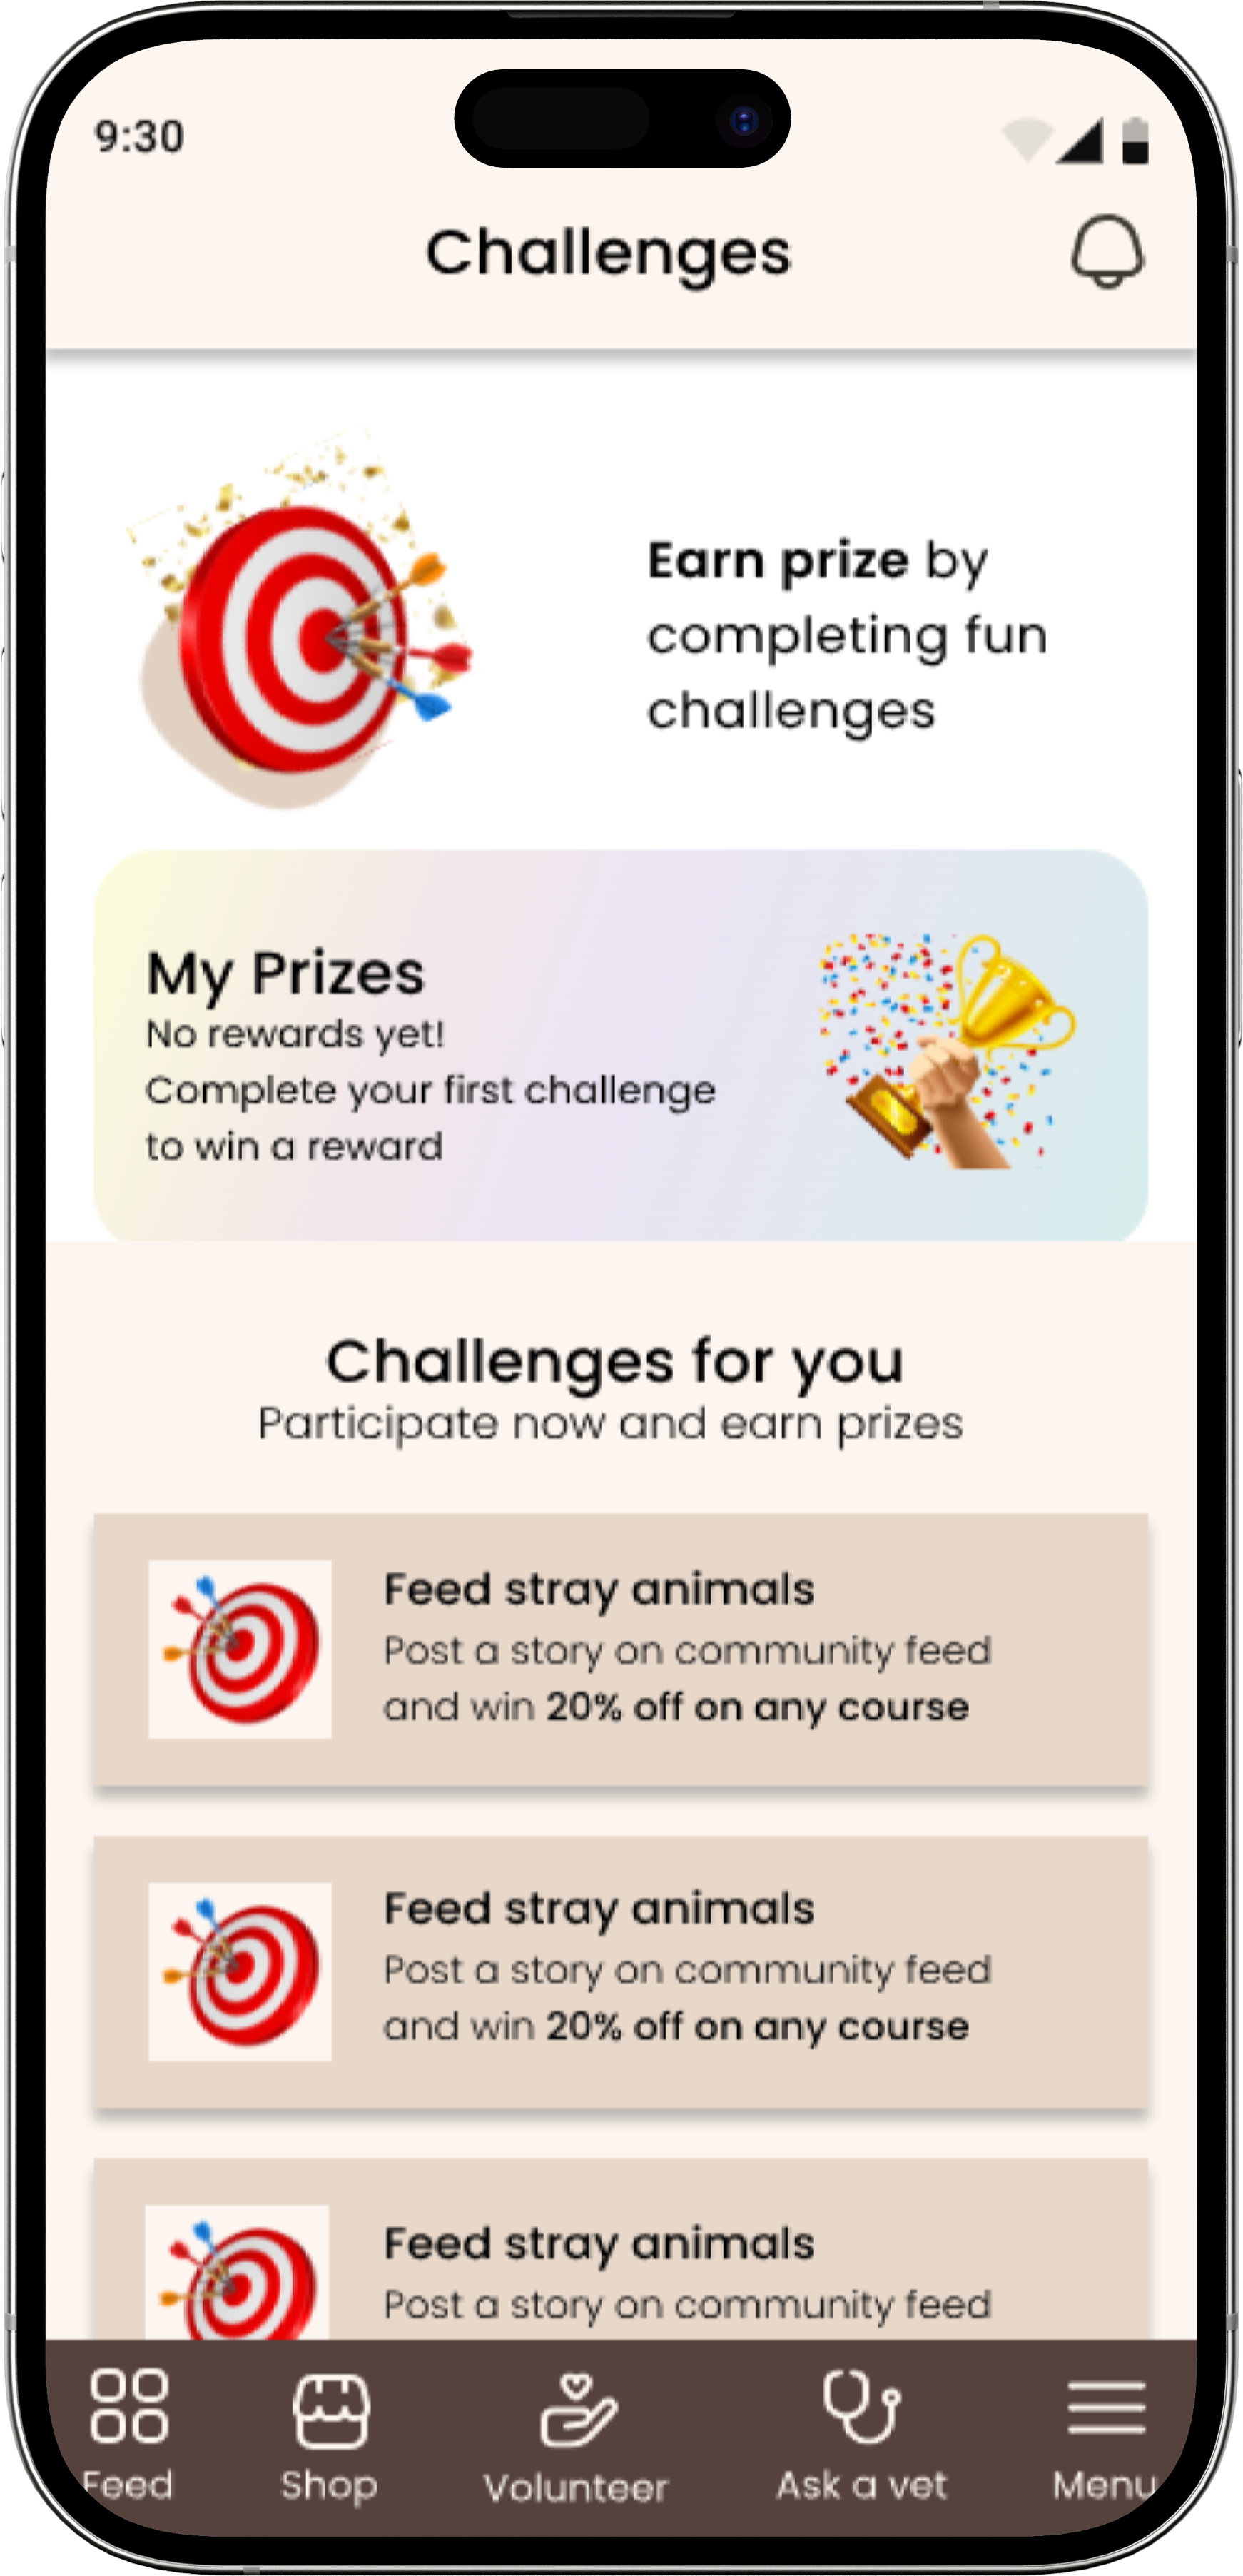 9:30
Challenges
Earn prize by
completing fun
challenges
My Prizes
No rewards yet!
Complete your first challenge
to win a reward
Challenges for you
Participate now and earn prizes
Feed stray animals
Post a story on community feed
and win 20% off on any course
Feed stray animals
Post a story on community feed
and win 20% off on any course
Feed stray animals
Post a story on community feed
Feed
Shop
Volunteer
Ask a vet
Menu